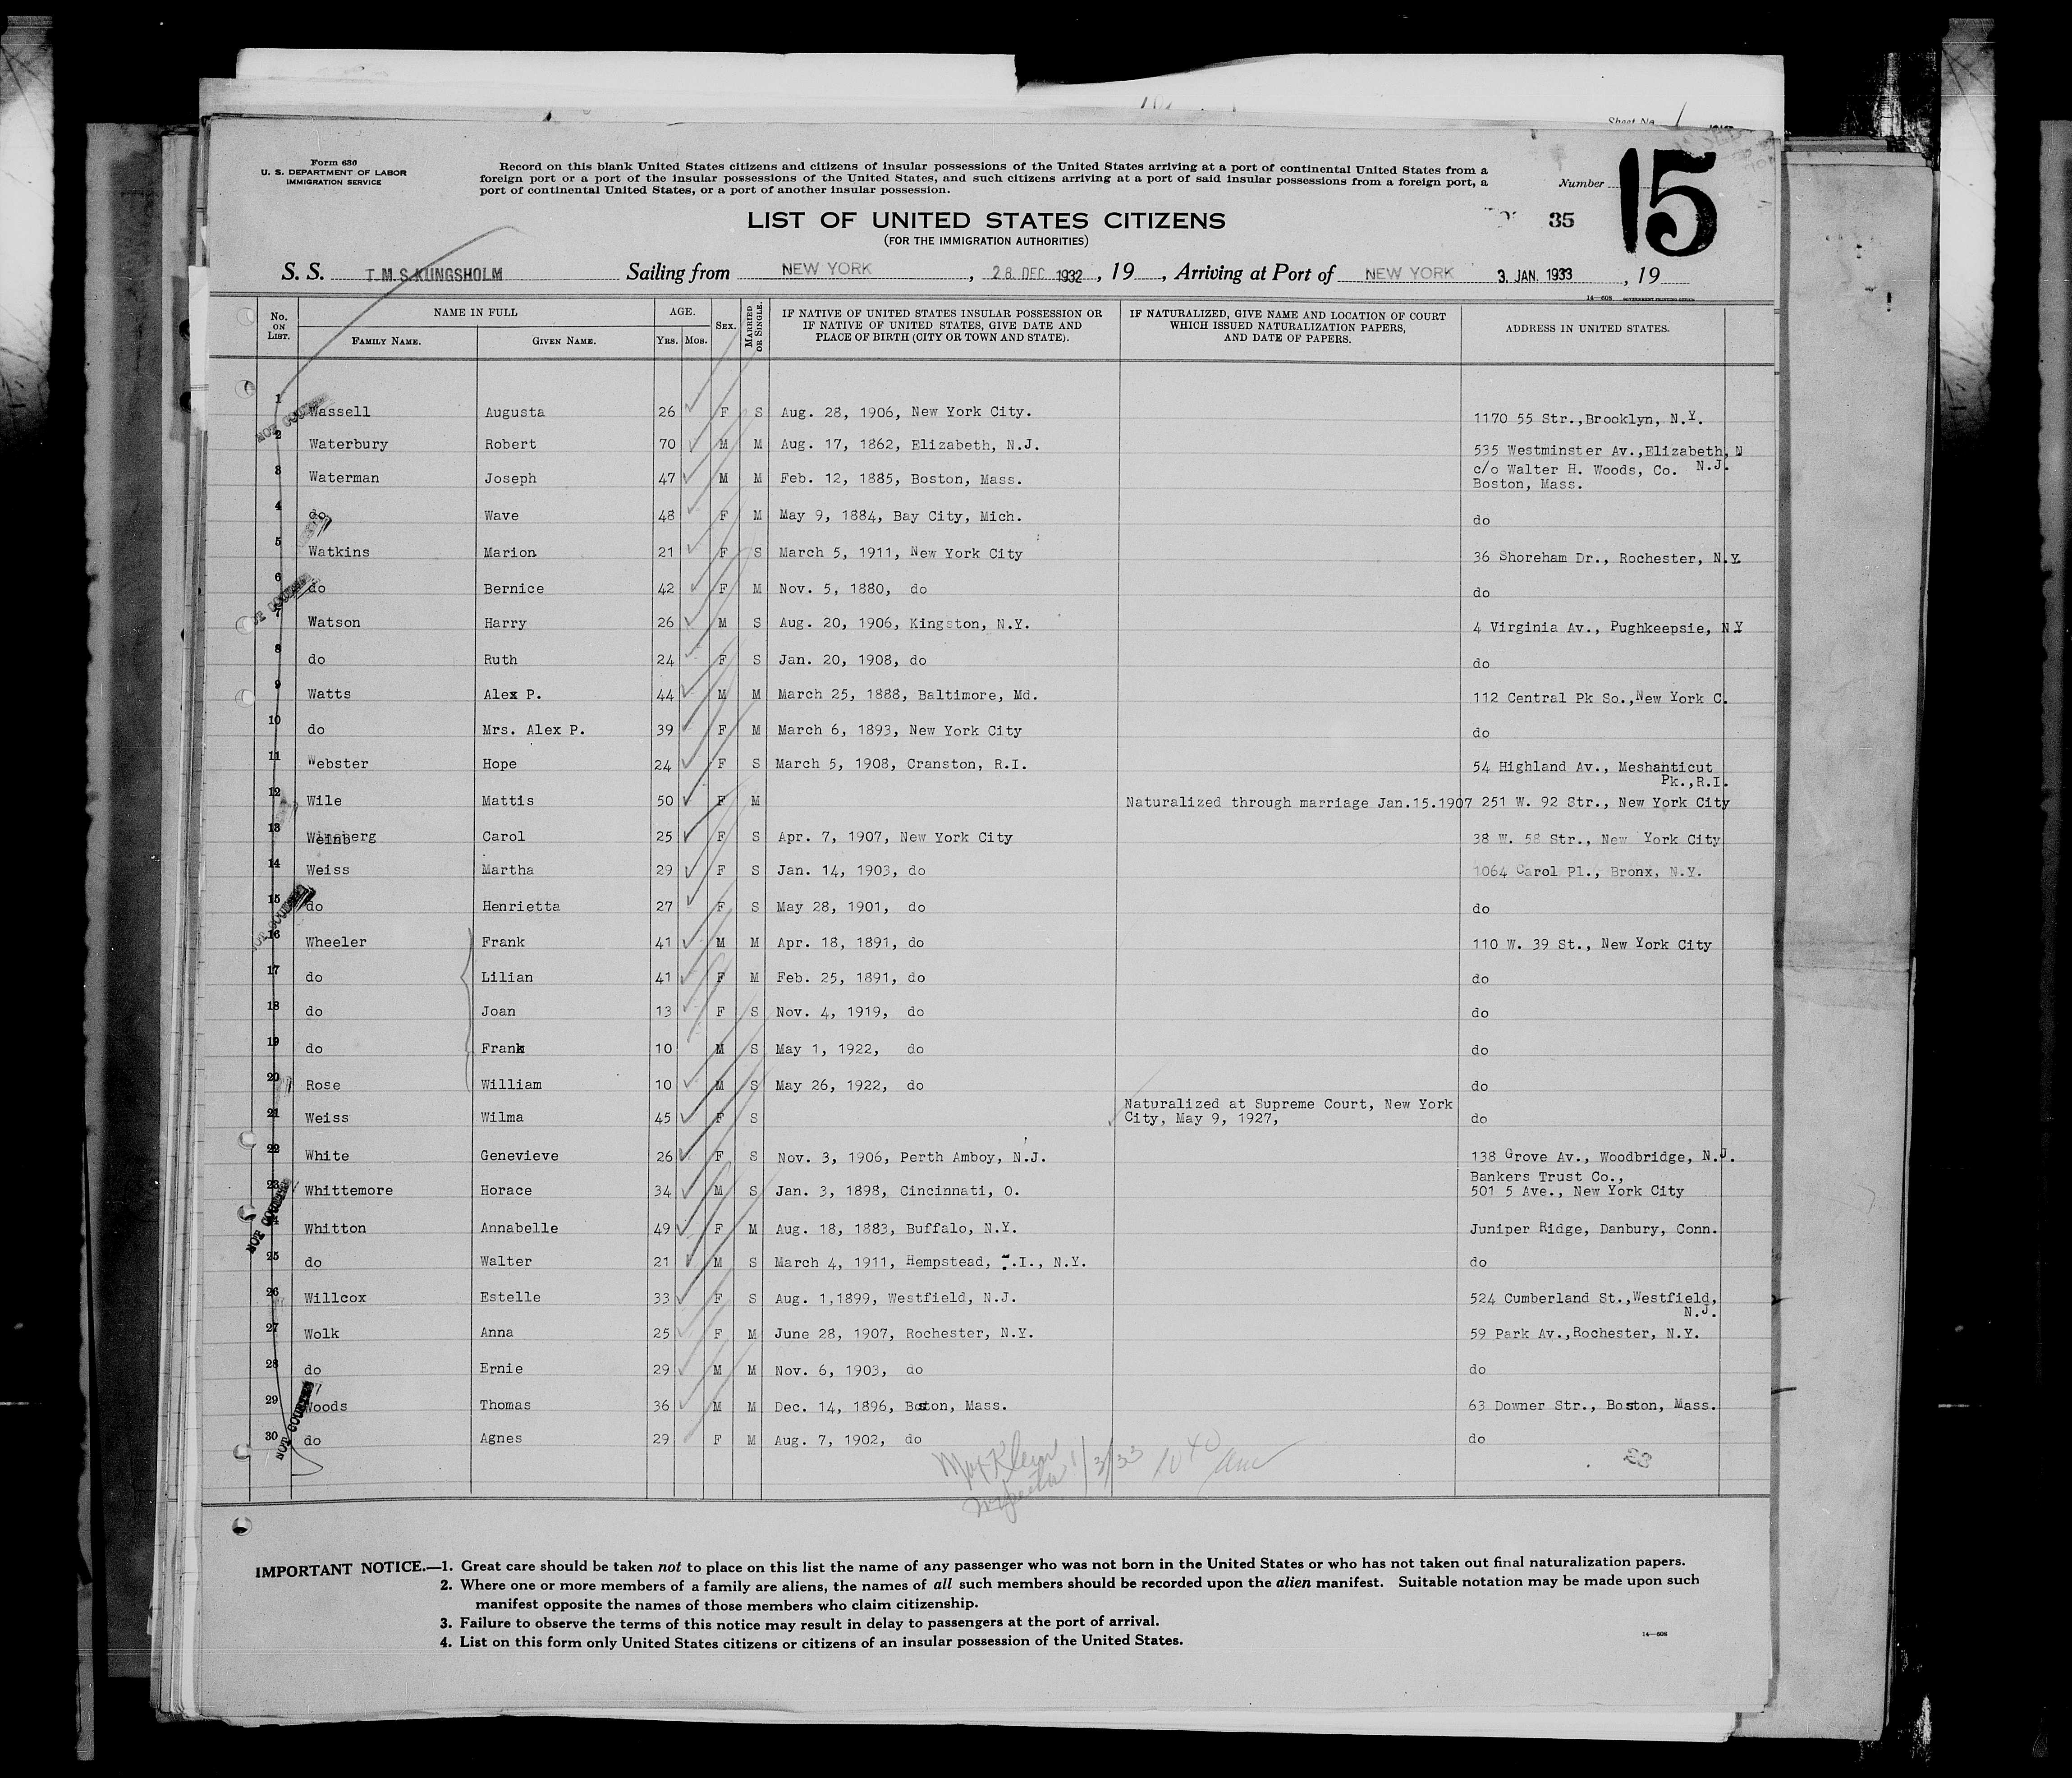 Sheet No.
Form 630
U. S. DEPARTMENT OF LABOR
IMMIGRATION SERVICE
Record on this blank United States citizens and citizens of insular possessions of the United States arriving at a port of continental United States from a
foreign port or a port of the insular possessions of the United States, and such citizens arriving at a port of said insular possessions from a foreign port, a
port of continental United States, or a port of another insular possession.
Number 15
LIST OF UNITED STATES CITIZENS
35
(FOR THE IMMIGRATION AUTHORITIES)
S. S. T.M.S.KUNGSHOLM Sailing from NEW YORK, 28 DEC 1932, 19, Arriving at Port of NEW YORK 3. JAN. 1933, 19
14—608 GOVERNMENT PRINTING OFFICE
No. ON LIST. NAME IN FULL FAMILY NAME. GIVEN NAME. AGE. YRS. MOS. SEX. MARRIED OR SINGLE. IF NATIVE OF UNITED STATES INSULAR POSSESSION OR IF NATIVE OF UNITED STATES, GIVE DATE AND PLACE OF BIRTH (CITY OR TOWN AND STATE). IF NATURALIZED, GIVE NAME AND LOCATION OF COURT WHICH ISSUED NATURALIZATION PAPERS, AND DATE OF PAPERS. ADDRESS IN UNITED STATES.
1 Wassell Augusta 26 F S Aug. 28, 1906, New York City. 1170 55 Str.,Brooklyn, N.Y.
2 Waterbury Robert 70 M M Aug. 17, 1862, Elizabeth, N.J. 535 Westminster Av.,Elizabeth, N
N.J.
3 Waterman Joseph 47 M M Feb. 12, 1885, Boston, Mass. c/o Walter H. Woods, Co.
Boston, Mass.
4 do Wave 48 F M May 9, 1884, Bay City, Mich. do
5 Watkins Marion 21 F S March 5, 1911, New York City 36 Shoreham Dr., Rochester, N.Y.
6 do Bernice 42 F M Nov. 5, 1880, do do
7 Watson Harry 26 M S Aug. 20, 1906, Kingston, N.Y. 4 Virginia Av., Pughkeepsie, N.Y
8 do Ruth 24 F S Jan. 20, 1908, do do
9 Watts Alex P. 44 M M March 25, 1888, Baltimore, Md. 112 Central Pk So.,New York C.
10 do Mrs. Alex P. 39 F M March 6, 1893, New York City do
11 Webster Hope 24 F S March 5, 1908, Cranston, R.I. 54 Highland Av., Meshanticut
Pk.,R.I.
12 Wile Mattis 50 F M Naturalized through marriage Jan.15.1907 251 W. 92 Str., New York City
13 Weinberg Carol 25 F S Apr. 7, 1907, New York City 38 W. 58 Str., New York City
14 Weiss Martha 29 F S Jan. 14, 1903, do 1064 Carol Pl., Bronx, N.Y.
15 do Henrietta 27 F S May 28, 1901, do do
16 Wheeler Frank 41 M M Apr. 18, 1891, do 110 W. 39 St., New York City
17 do Lilian 41 F M Feb. 25, 1891, do do
18 do Joan 13 F S Nov. 4, 1919, do do
19 do Frank 10 M S May 1, 1922, do do
20 Rose William 10 M S May 26, 1922, do do
21 Weiss Wilma 45 F S Naturalized at Supreme Court, New York
City, May 9, 1927, do
22 White Genevieve 26 F S Nov. 3, 1906, Perth Amboy, N.J. 138 Grove Av., Woodbridge, N.J.
23 Whittemore Horace 34 M S Jan. 3, 1898, Cincinnati, O. Bankers Trust Co.,
501 5 Ave., New York City
Whitton Annabelle 49 F M Aug. 18, 1883, Buffalo, N.Y. Juniper Ridge, Danbury, Conn.
25 do Walter 21 M S March 4, 1911, Hempstead, .I., N.Y. do
26 Willcox Estelle 33 F S Aug. 1,1899, Westfield, N.J. 524 Cumberland St.,Westfield,
N.J.
27 Wolk Anna 25 F M June 28, 1907, Rochester, N.Y. 59 Park Av.,Rochester, N.Y.
28 do Ernie 29 M M Nov. 6, 1903, do do
29 Woods Thomas 36 M M Dec. 14, 1896, Boston, Mass. 63 Downer Str., Boston, Mass.
30 do Agnes 29 F M Aug. 7, 1902, do do
NOT COUNTED
Max Klein 1/3/33 10 40 am
Inspector
IMPORTANT NOTICE.—1. Great care should be taken not to place on this list the name of any passenger who was not born in the United States or who has not taken out final naturalization papers.
2. Where one or more members of a family are aliens, the names of all such members should be recorded upon the alien manifest. Suitable notation may be made upon such
manifest opposite the names of those members who claim citizenship.
3. Failure to observe the terms of this notice may result in delay to passengers at the port of arrival.
4. List on this form only United States citizens or citizens of an insular possession of the United States.
14—608